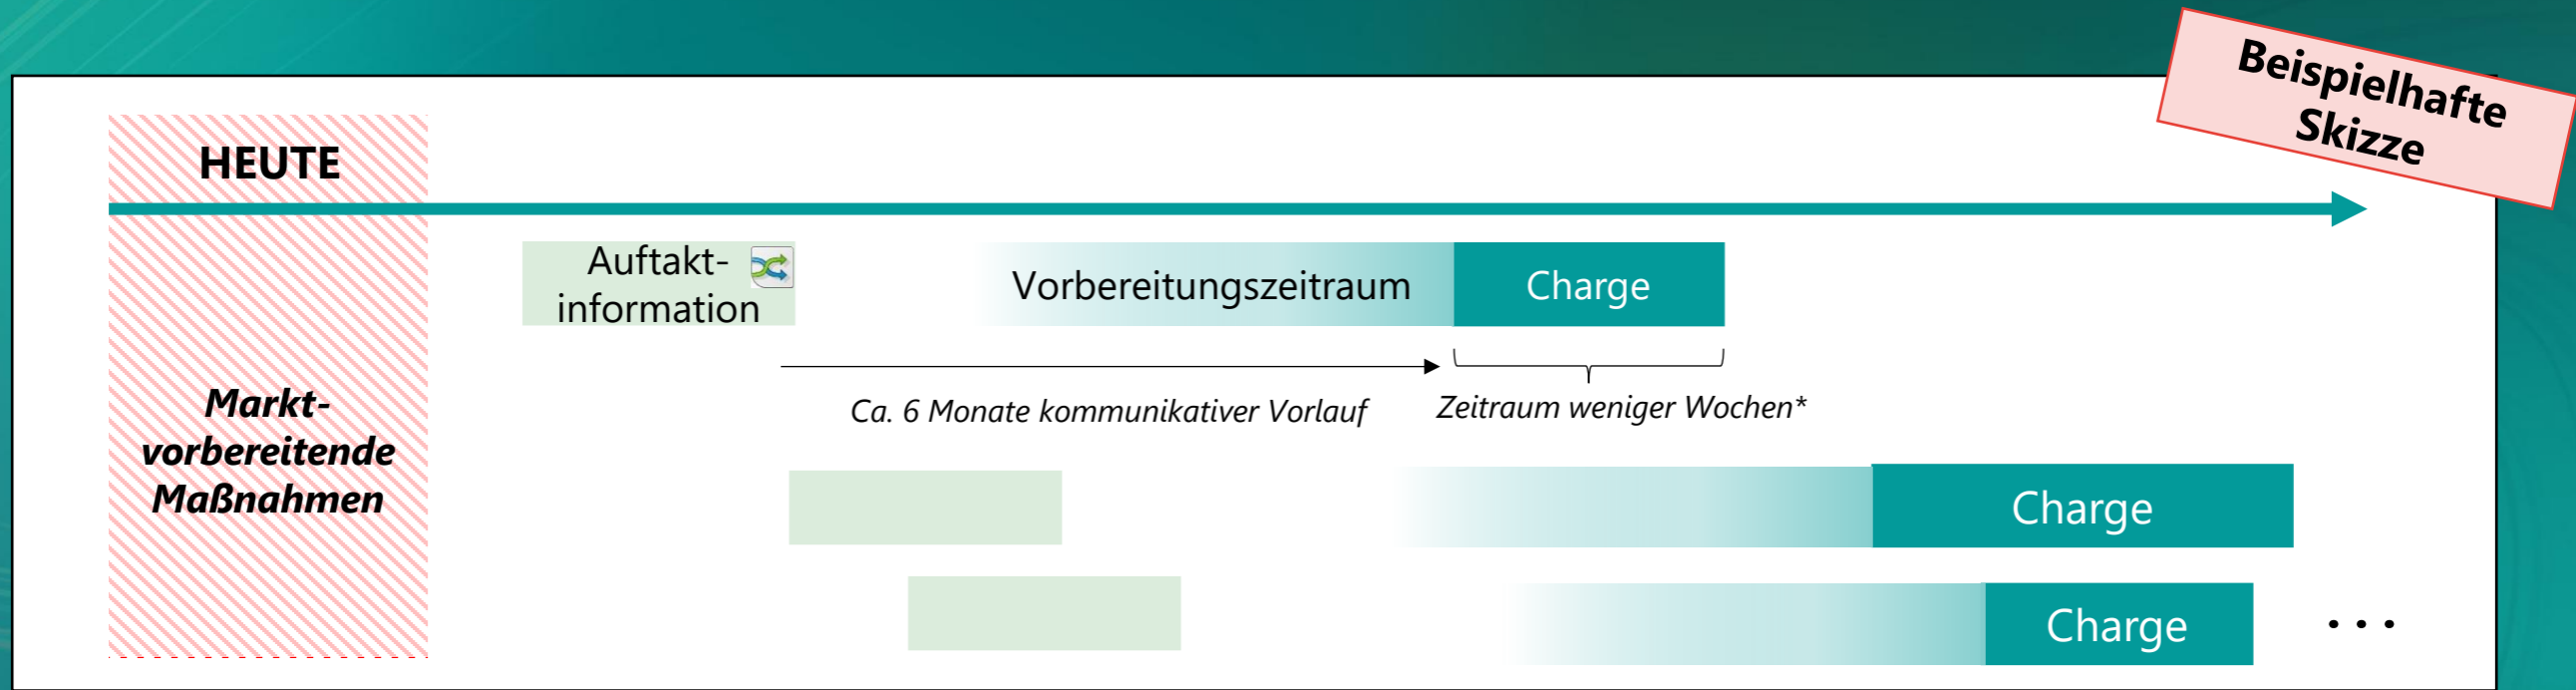 Beispielhafte
Skizze
HEUTE
Auftakt-
information
Vorbereitungszeitraum
Charge
Ca. 6 Monate kommunikativer Vorlauf
Zeitraum weniger Wochen*
Markt-
vorbereitende
Maßnahmen
Charge
Charge
...